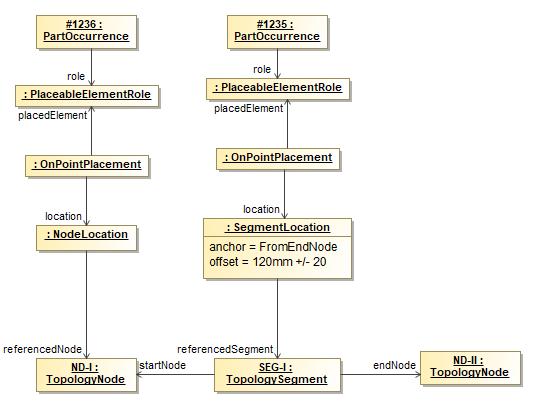 #1236 :
PartOccurrence
#1235 :
PartOccurrence
role
role
: PlaceableElementRole
: PlaceableElementRole
placedElement
placedElement
: OnPointPlacement
: OnPointPlacement
location
location
: NodeLocation
: SegmentLocation
anchor = FromEndNode
offset = 120mm +/- 20
referencedNode
referencedSegment
ND-I :
TopologyNode
startNode
SEG-I :
TopologySegment
endNode
ND-II :
TopologyNode